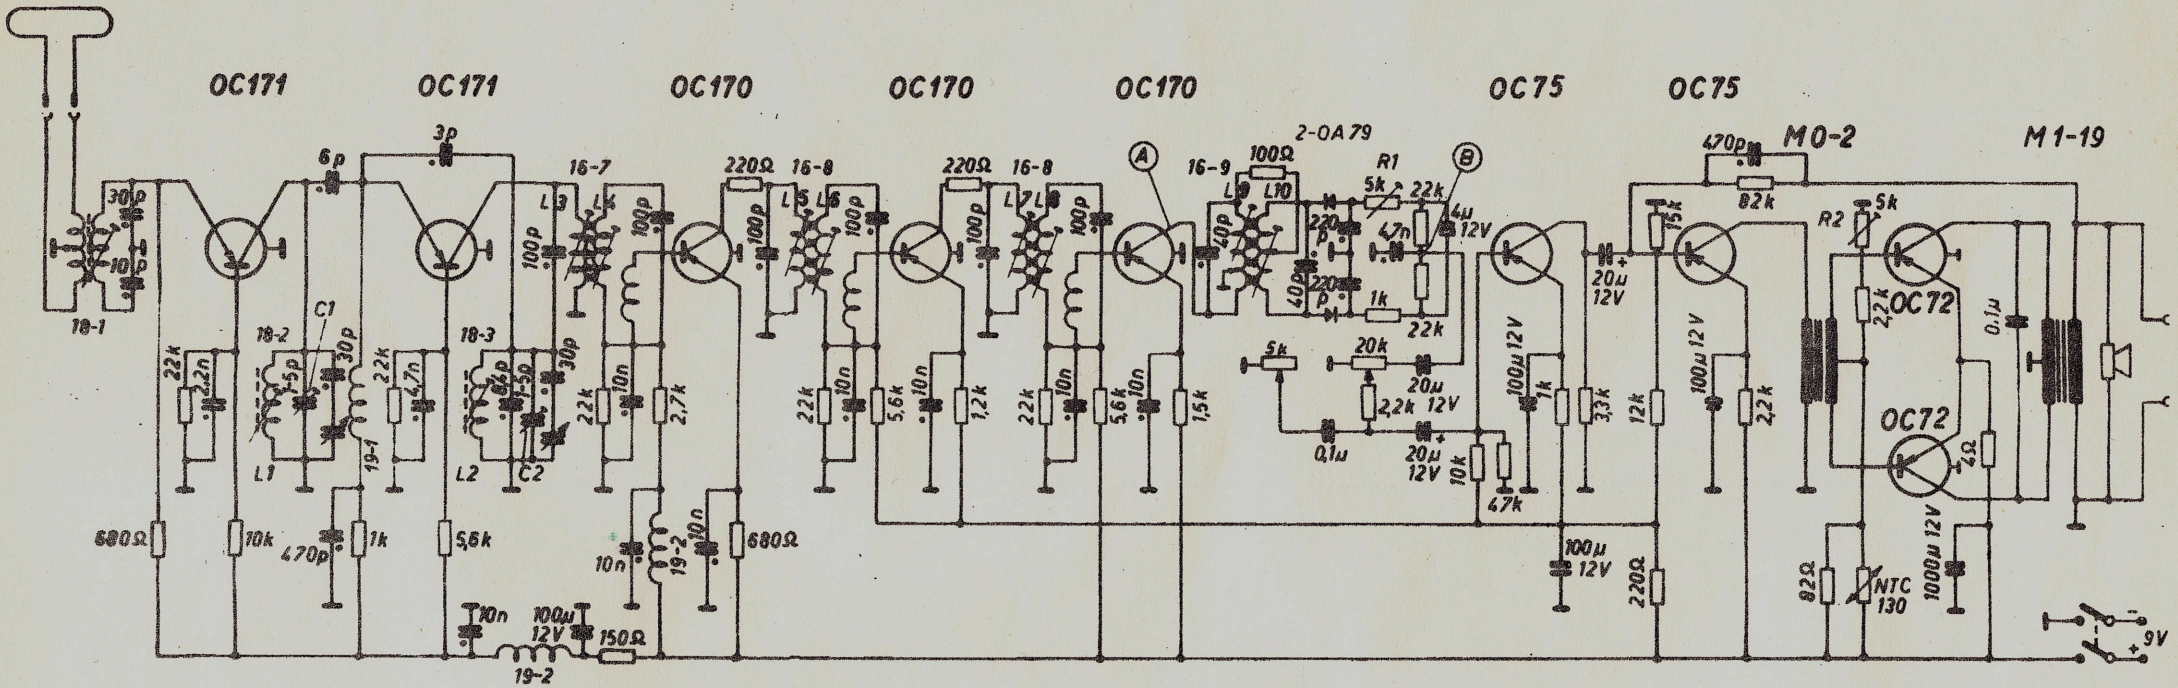 OC171
OC171
OC170
OC170
OC170
OC75
OC75
M0-2
M1-19
3p
6p
16-7
220Ω
16-8
220Ω
16-8
A
16-9
2-OA79
100Ω
R1
5k
22k
B
4µ
12V
470p
82k
15k
R2
5k
30p
10p
18-1
L3
L4
100p
100p
100p
L5
L6
100p
100p
L7
L8
100p
L9
L10
40p
40p
220
p
220
p
4,7n
1k
22k
20µ
12V
2,2k
OC72
0,1µ
18-2
C1
30p
22k
2,2n
1-5p
L1
19-1
22k
4,7n
18-3
1-5p
30p
L2
C2
22k
10n
2,7k
22k
10n
5,6k
10n
1,2k
22k
10n
5,6k
10n
1,5k
5k
20k
20µ
12V
2,2k
0,1µ
20µ
12V
10k
47k
100µ 12V
1k
3,3k
12k
100µ 12V
2,2k
OC72
4Ω
680Ω
10k
470p
1k
5,6k
10n
19-2
10n
680Ω
10n
100µ
12V
150Ω
19-2
100µ
12V
220Ω
82Ω
NTC
130
1000µ 12V
-
9V
+